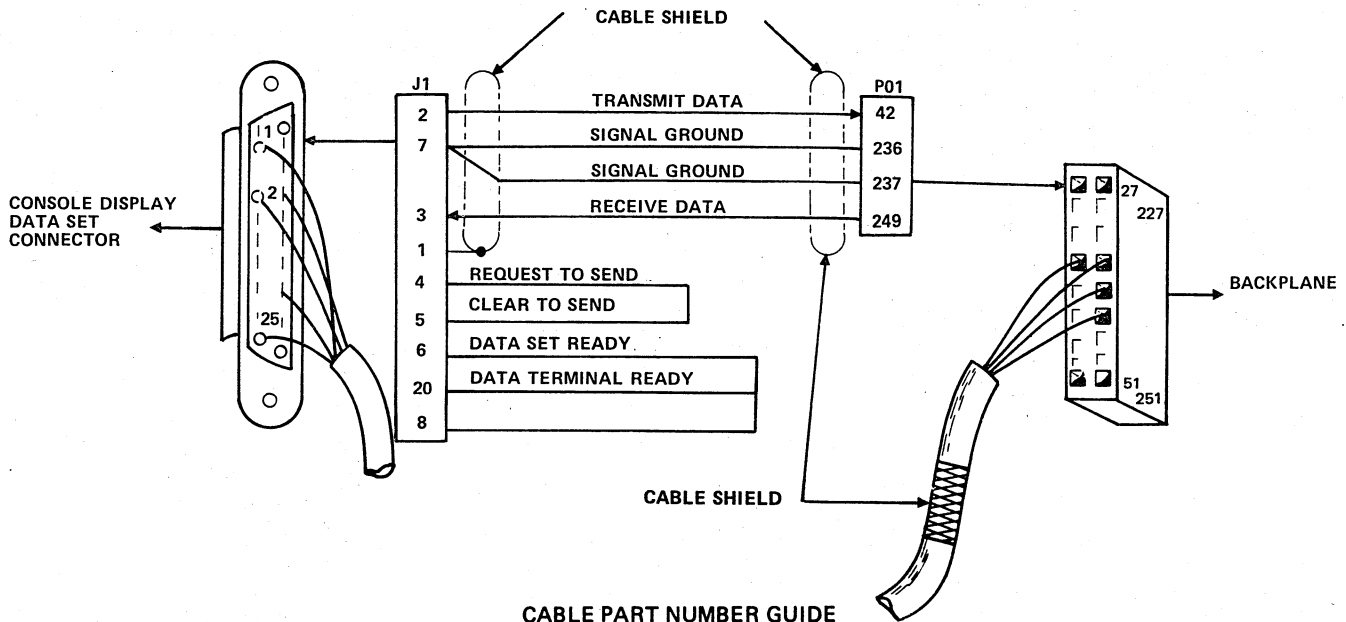 CABLE SHIELD
J1
P01
2
TRANSMIT DATA
42
7
SIGNAL GROUND
236
SIGNAL GROUND
237
3
RECEIVE DATA
249
1
4
REQUEST TO SEND
CLEAR TO SEND
5
6
DATA SET READY
20
DATA TERMINAL READY
8
1
2
25
CONSOLE DISPLAY
DATA SET
CONNECTOR
27
227
51
251
BACKPLANE
CABLE SHIELD
CABLE PART NUMBER GUIDE